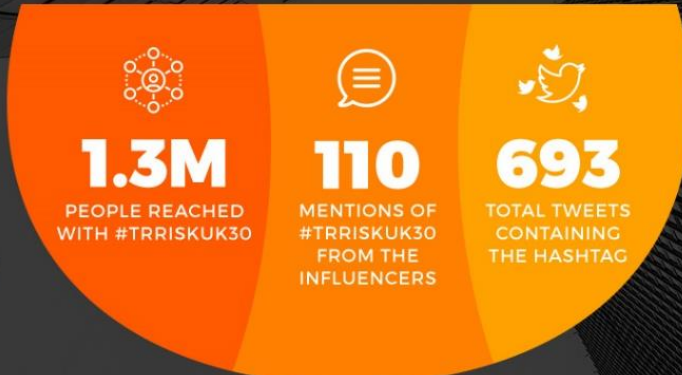 1.3M
PEOPLE REACHED
WITH #TRRISKUK30
110
MENTIONS OF
#TRRISKUK30
FROM THE
INFLUENCERS
693
TOTAL TWEETS
CONTAINING
THE HASHTAG